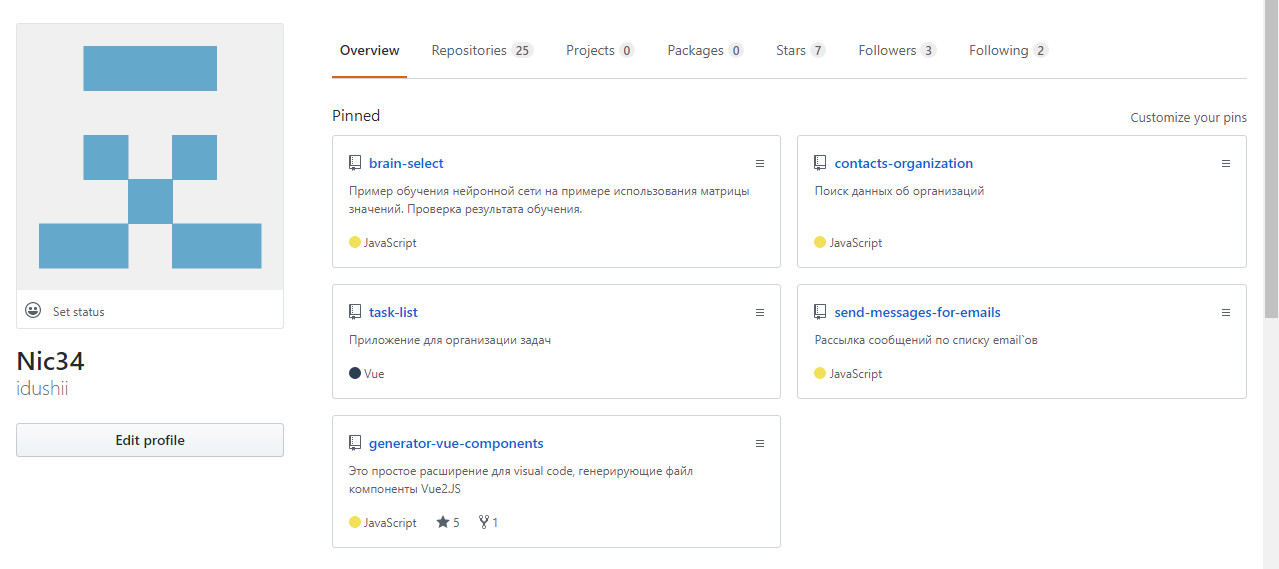 Overview Repositories 25 Projects 0 Packages 0 Stars 7 Followers 3 Following 2
Pinned
Customize your pins
brain-select
Пример обучения нейронной сети на примере использования матрицы
значений. Проверка результата обучения.
JavaScript
contacts-organization
Поиск данных об организаций
JavaScript
task-list
Приложение для организации задач
Vue
send-messages-for-emails
Рассылка сообщений по списку email`ов
JavaScript
generator-vue-components
Это простое расширение для visual code, генерирующие файл
компоненты Vue2.JS
JavaScript 5 1
Set status
Nic34
idushii
Edit profile